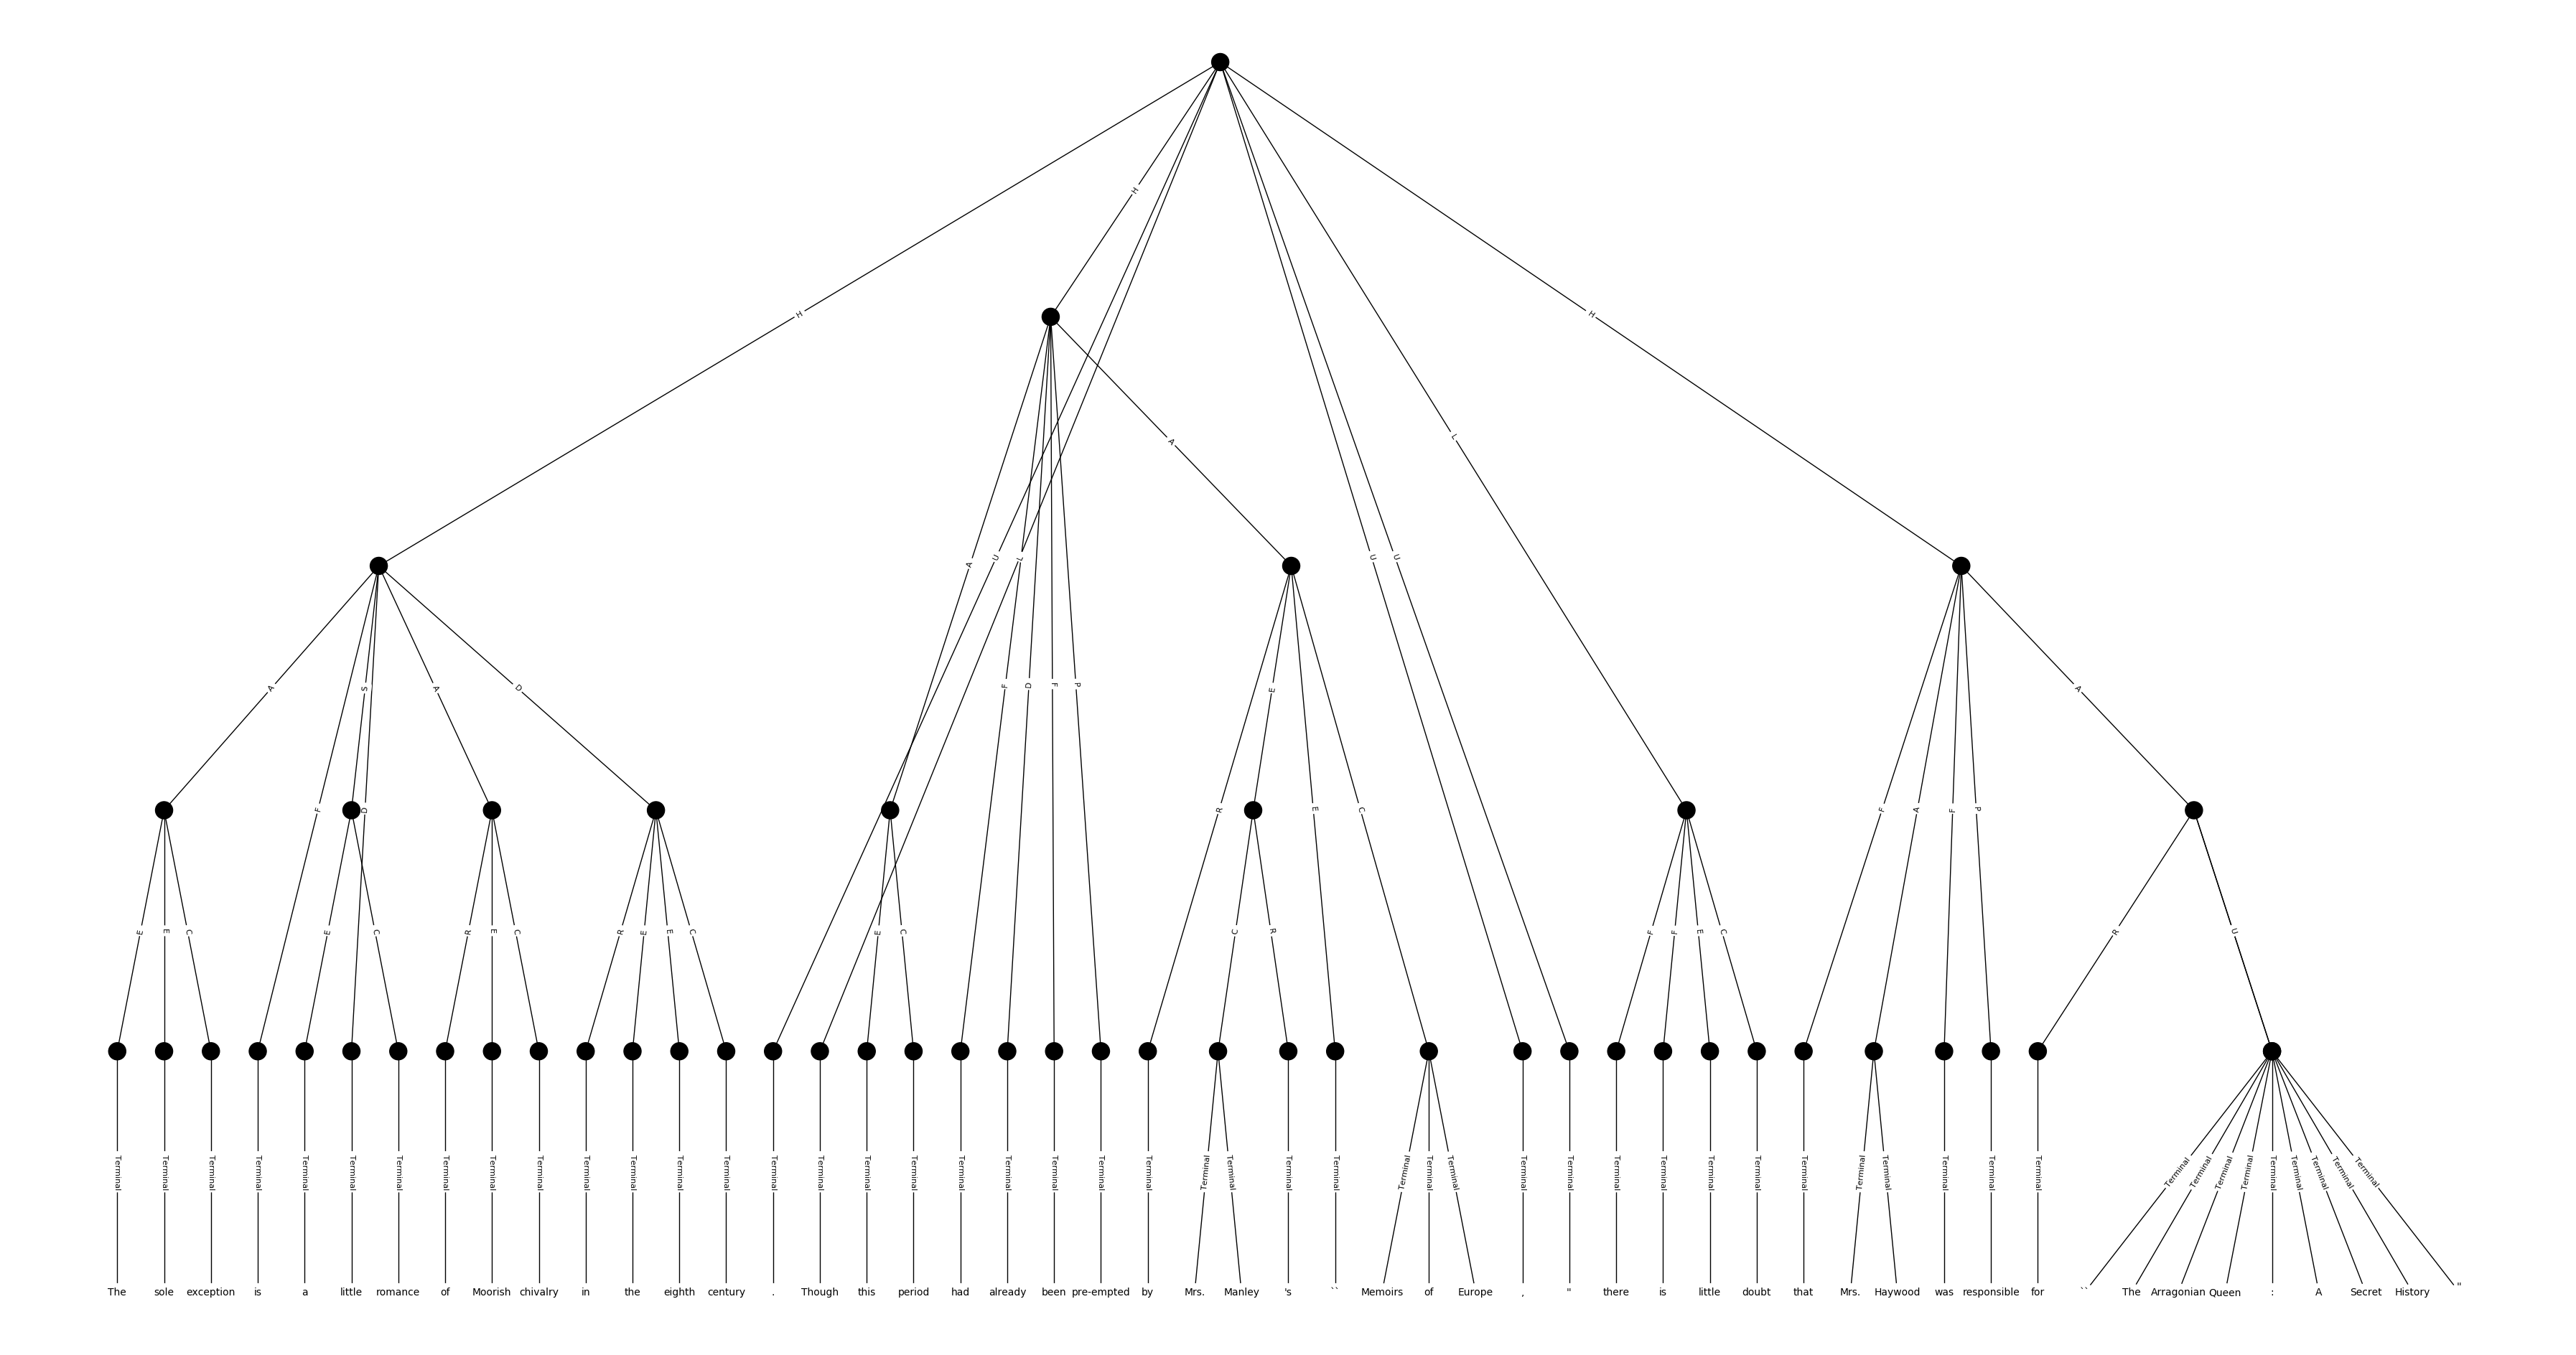 H
H
H
A
L
A U L U U
A S A D F D F P E A
F D R E C F A F P
E E C E C R E C R E E C E C C R F F E C R U
Terminal Terminal Terminal Terminal Terminal Terminal Terminal Terminal Terminal Terminal Terminal Terminal Terminal Terminal Terminal Terminal Terminal Terminal Terminal Terminal Terminal Terminal Terminal Terminal Terminal Terminal Terminal Terminal Terminal Terminal Terminal Terminal Terminal Terminal Terminal Terminal Terminal Terminal Terminal Terminal Terminal Terminal Terminal Terminal Terminal Terminal Terminal Terminal Terminal Terminal Terminal
The sole exception is a little romance of Moorish chivalry in the eighth century . Though this period had already been pre-empted by Mrs. Manley 's `` Memoirs of Europe , " there is little doubt that Mrs. Haywood was responsible for `` The Arragonian Queen : A Secret History "